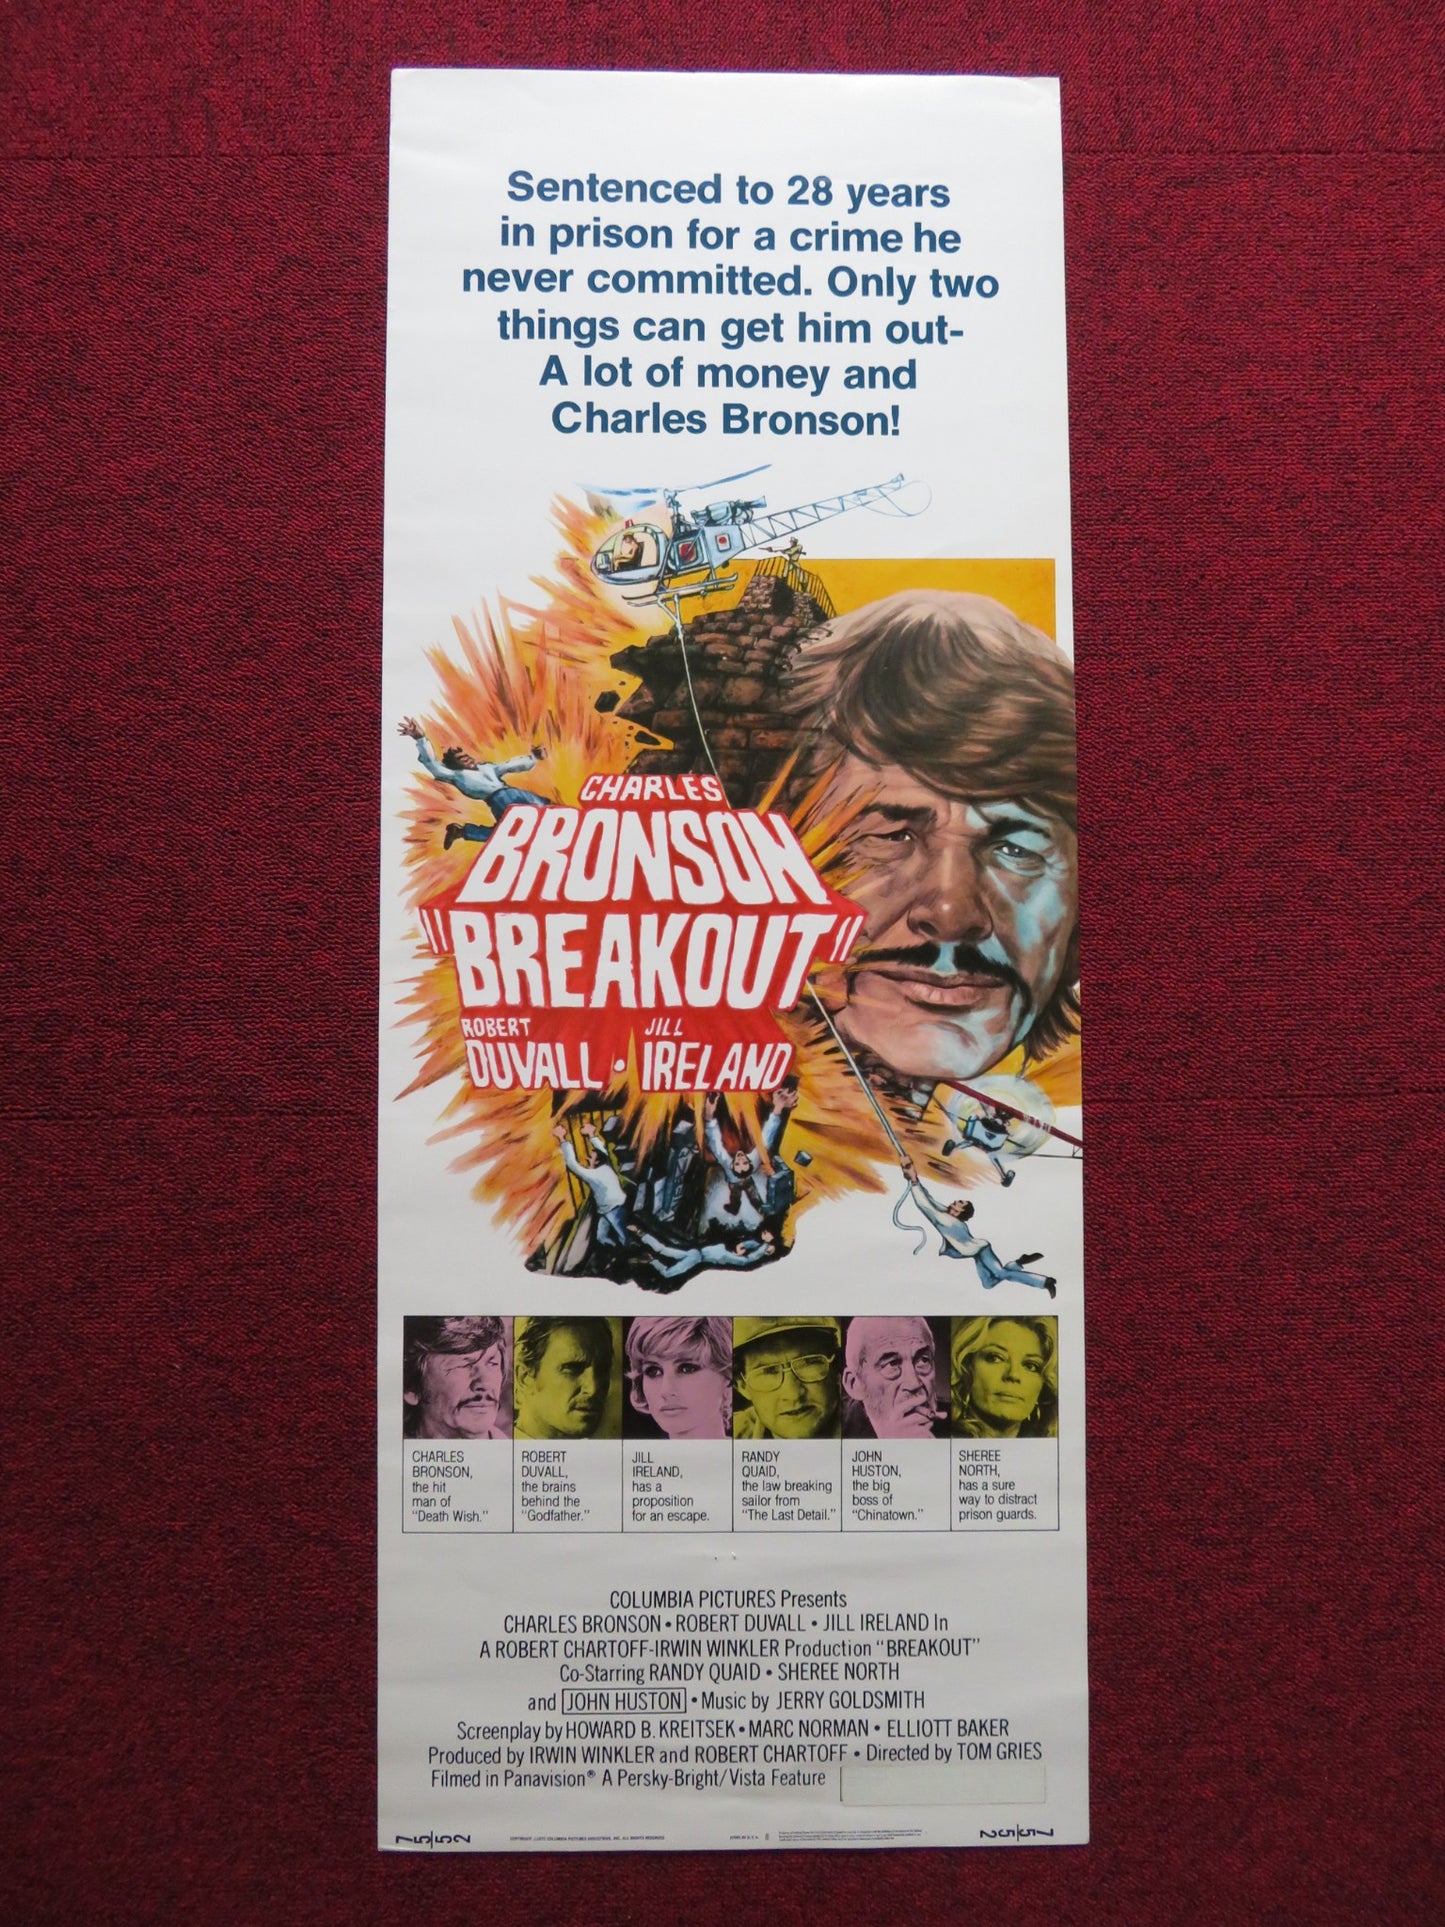 Sentenced to 28 years
in prison for a crime he
never committed. Only two
things can get him out-
A lot of money and
Charles Bronson!
CHARLES
BRONSON
"BREAKOUT"
ROBERT
DUVALL •
JILL
IRELAND
CHARLES
BRONSON,
the hit
man of
"Death Wish."
ROBERT
DUVALL,
the brains
behind the
"Godfather."
JILL
IRELAND,
has a
proposition
for an escape.
RANDY
QUAID,
the law breaking
sailor from
"The Last Detail."
JOHN
HUSTON,
the big
boss of
"Chinatown."
SHEREE
NORTH,
has a sure
way to distract
prison guards.
COLUMBIA PICTURES Presents
CHARLES BRONSON • ROBERT DUVALL • JILL IRELAND In
A ROBERT CHARTOFF-IRWIN WINKLER Production "BREAKOUT"
Co-Starring RANDY QUAID • SHEREE NORTH
and JOHN HUSTON • Music by JERRY GOLDSMITH
Screenplay by HOWARD B. KREITSEK • MARC NORMAN • ELLIOTT BAKER
Produced by IRWIN WINKLER and ROBERT CHARTOFF • Directed by TOM GRIES
Filmed in Panavision® A Persky-Bright/Vista Feature
75/52
75/52